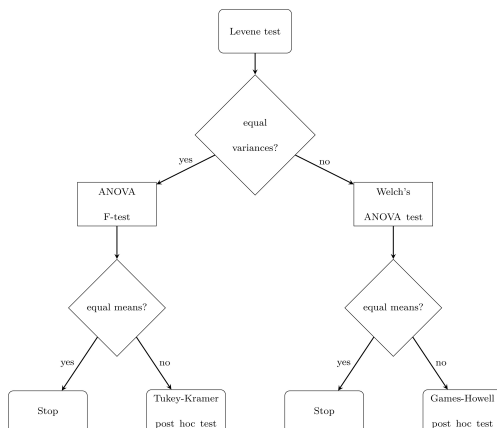 Levene test
equal
variances?
yes
no
ANOVA
F-test
Welch's
ANOVA test
equal means?
equal means?
yes
no
yes
no
Stop
Tukey-Kramer
post hoc test
Stop
Games-Howell
post hoc test